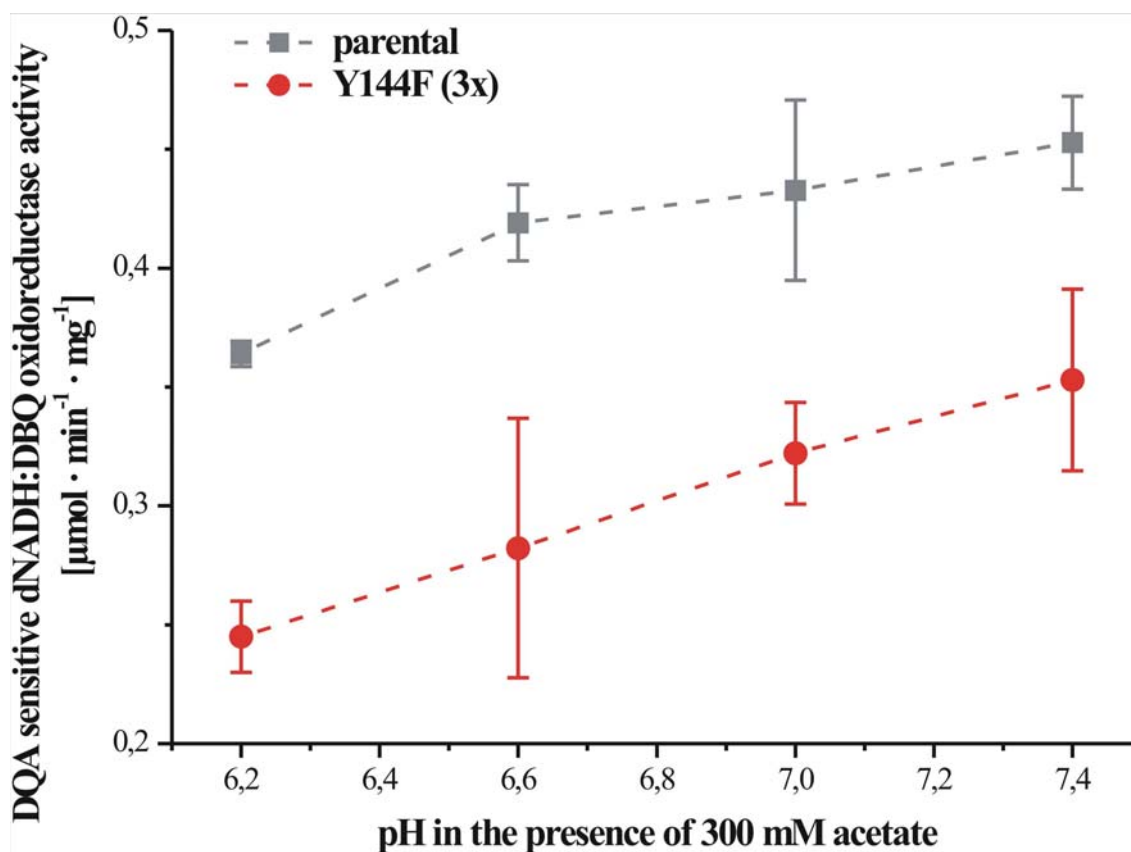 DQA sensitive dNADH:DBQ oxidoreductase activity
[µmol · min⁻¹ · mg⁻¹]
0,5
0,4
0,3
0,2
parental
Y144F (3x)
6,2 6,4 6,6 6,8 7,0 7,2 7,4
pH in the presence of 300 mM acetate